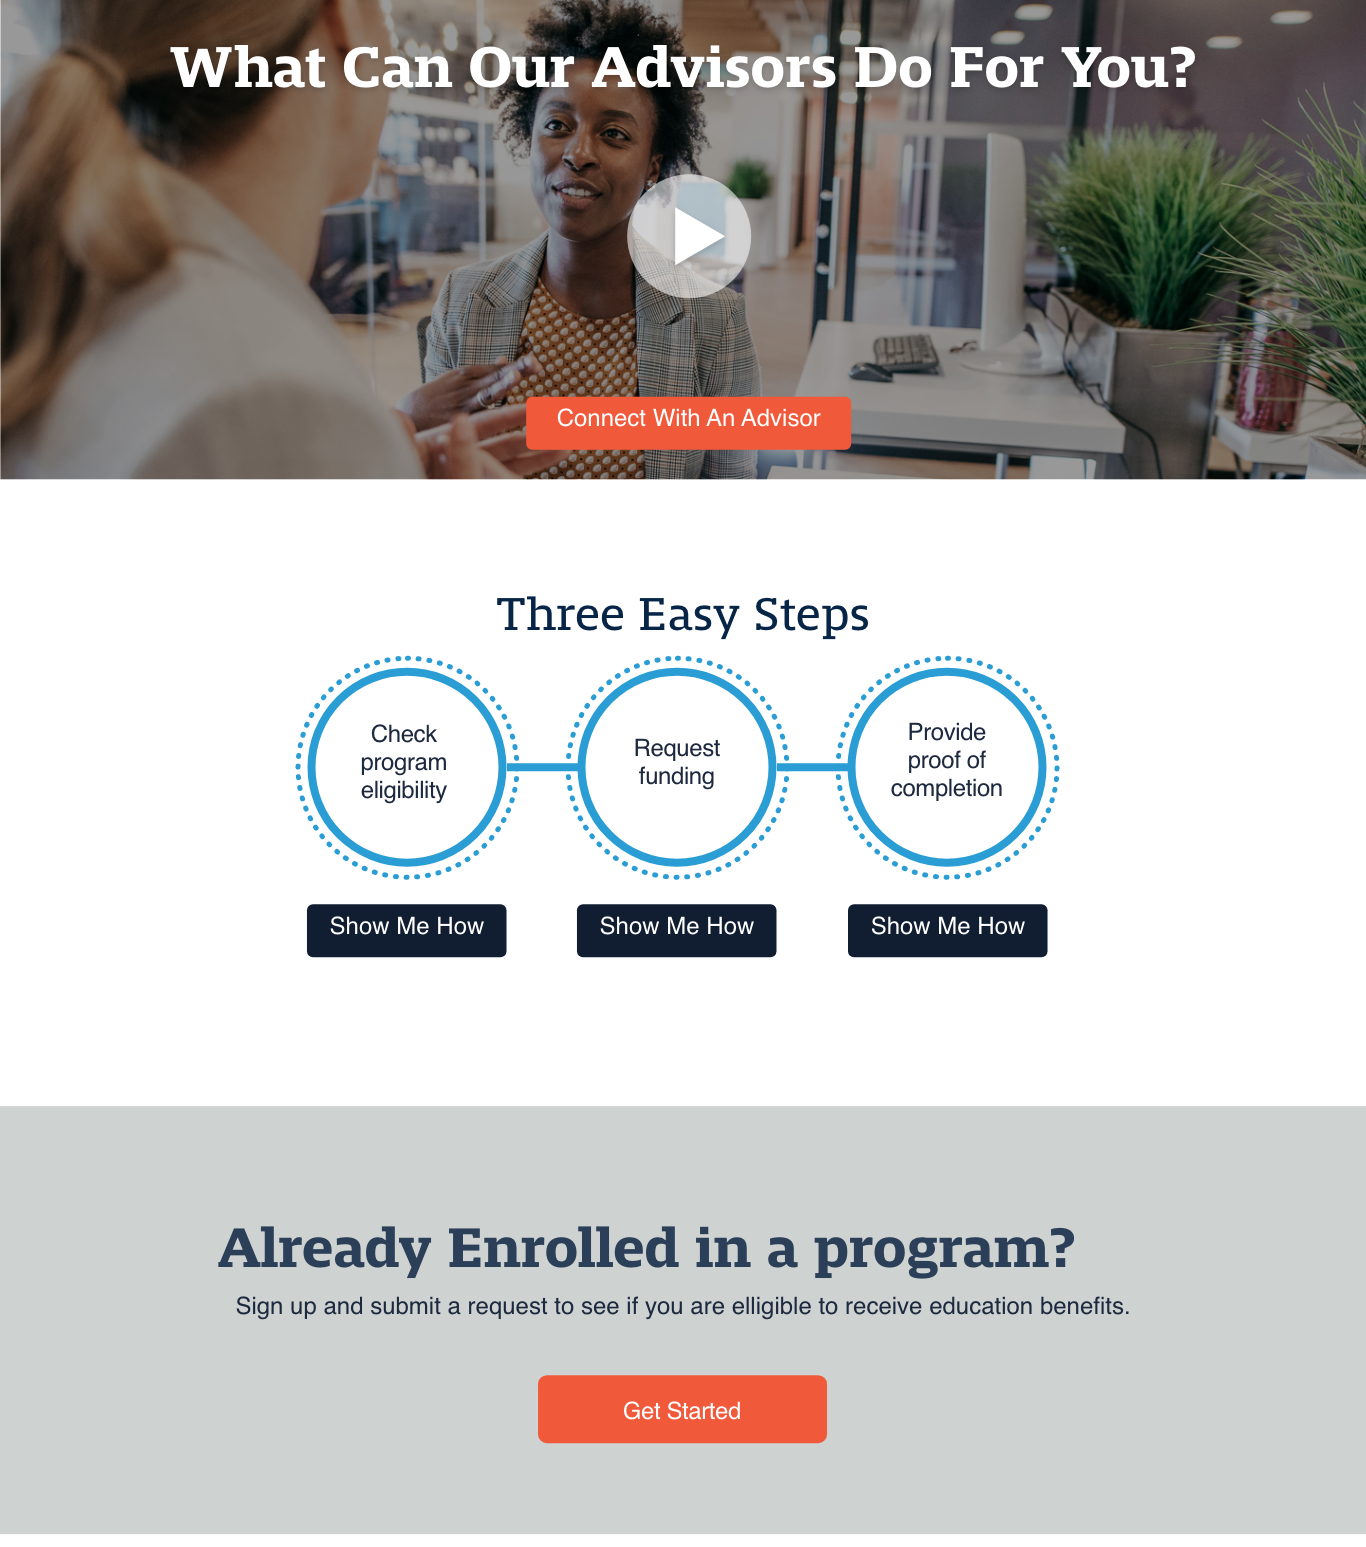 What Can Our Advisors Do For You?
Connect With An Advisor
Three Easy Steps
Check
program
eligibility
Request
funding
Provide
proof of
completion
Show Me How
Show Me How
Show Me How
Already Enrolled in a program?
Sign up and submit a request to see if you are elligible to receive education benefits.
Get Started